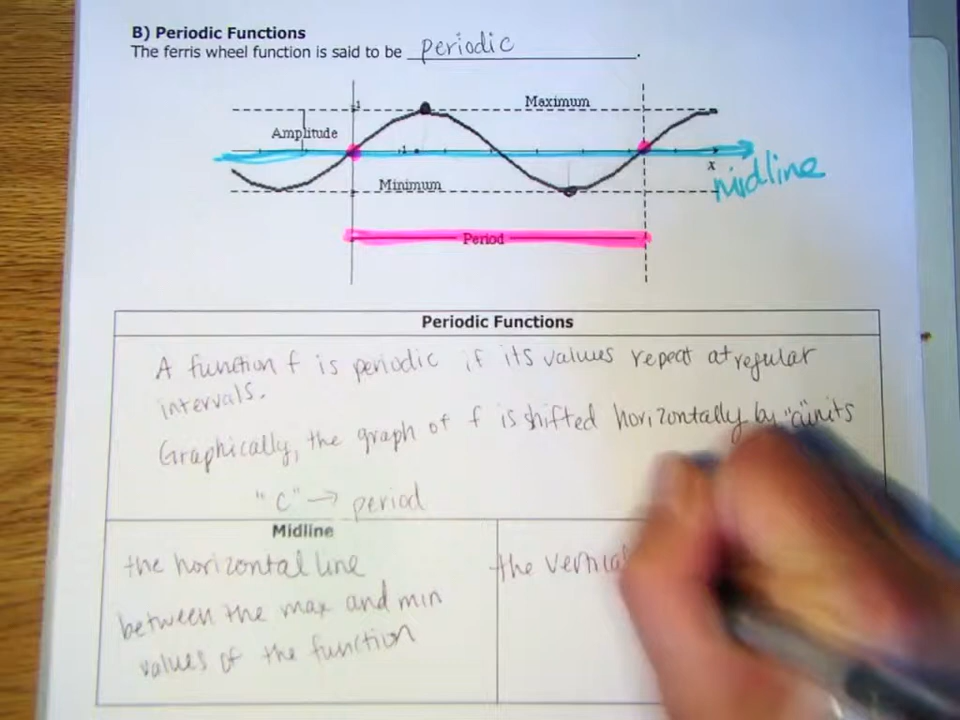 B) Periodic Functions
The ferris wheel function is said to be periodic.
1
Maximum
Amplitude
1
x
midline
Minimum
Period
Periodic Functions
A function f is periodic if its values repeat at regular
intervals.
Graphically, the graph of f is shifted horizontally by "c" units
"c" → period
Midline
the horizontal line
between the max and min
values of the function
the vertical